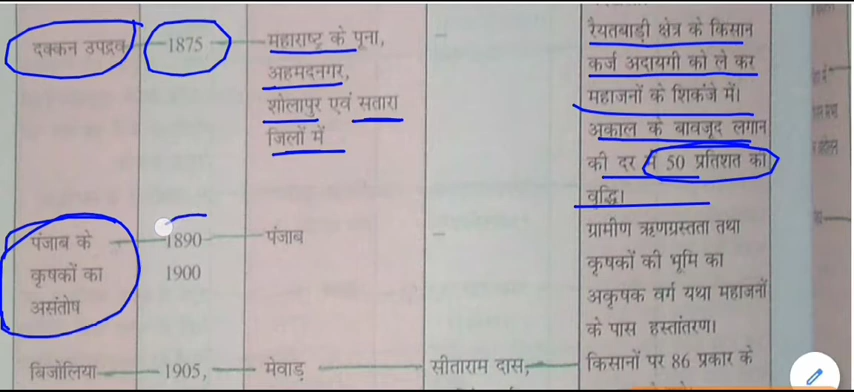 दक्कन उपद्रव 1875 महाराष्ट्र के पूना, – रैयतबाड़ी क्षेत्र के किसान
अहमदनगर, कर्ज अदायगी को ले कर
शोलापुर एवं सतारा महाजनों के शिकंजे में।
जिलों में अकाल के बावजूद लगान
की दर में 50 प्रतिशत की
वृद्धि।
पंजाब के 1890 पंजाब – ग्रामीण ऋणग्रस्तता तथा
कृषकों का 1900 कृषकों की भूमि का
असंतोष अकृषक वर्ग यथा महाजनों
के पास हस्तांतरण।
बिजोलिया 1905, मेवाड़ सीताराम दास, किसानों पर 86 प्रकार के